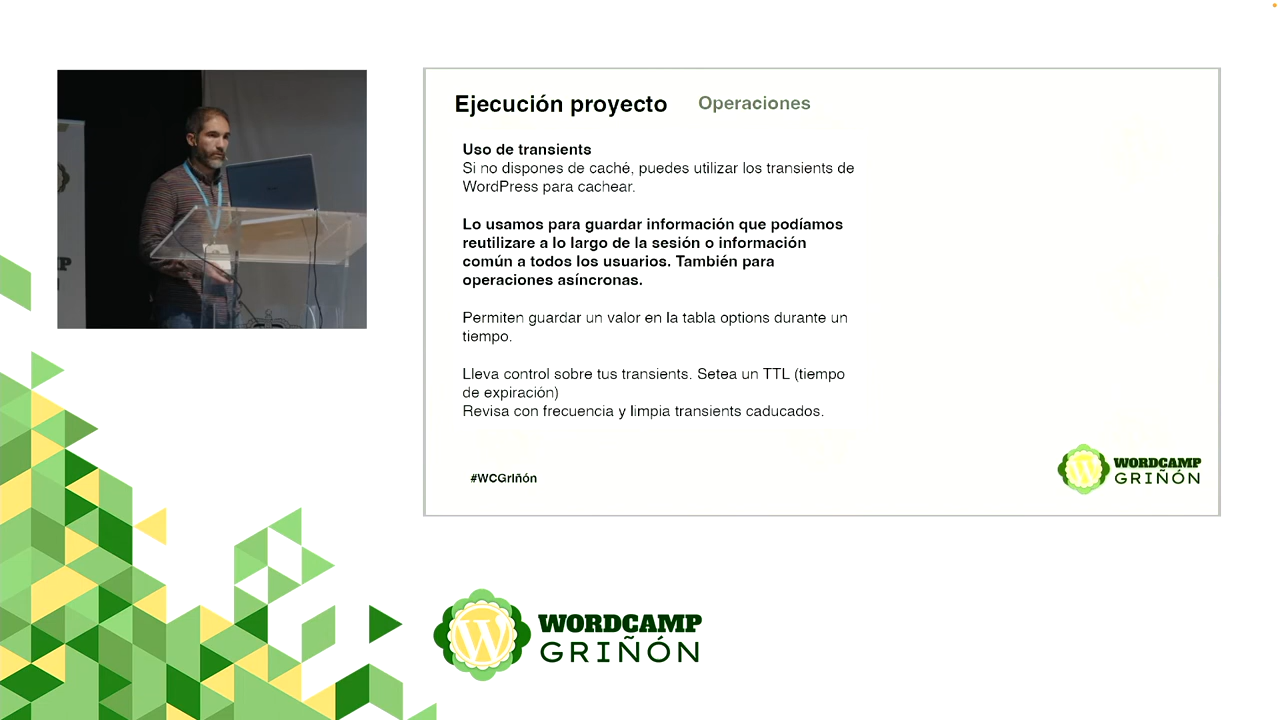 Ejecución proyecto Operaciones
Uso de transients
Si no dispones de caché, puedes utilizar los transients de
WordPress para cachear.
Lo usamos para guardar información que podíamos
reutilizare a lo largo de la sesión o información
común a todos los usuarios. También para
operaciones asíncronas.
Permiten guardar un valor en la tabla options durante un
tiempo.
Lleva control sobre tus transients. Setea un TTL (tiempo
de expiración)
Revisa con frecuencia y limpia transients caducados.
#WCGriñón
WORDCAMP
GRIÑÓN
WORDCAMP
GRIÑÓN